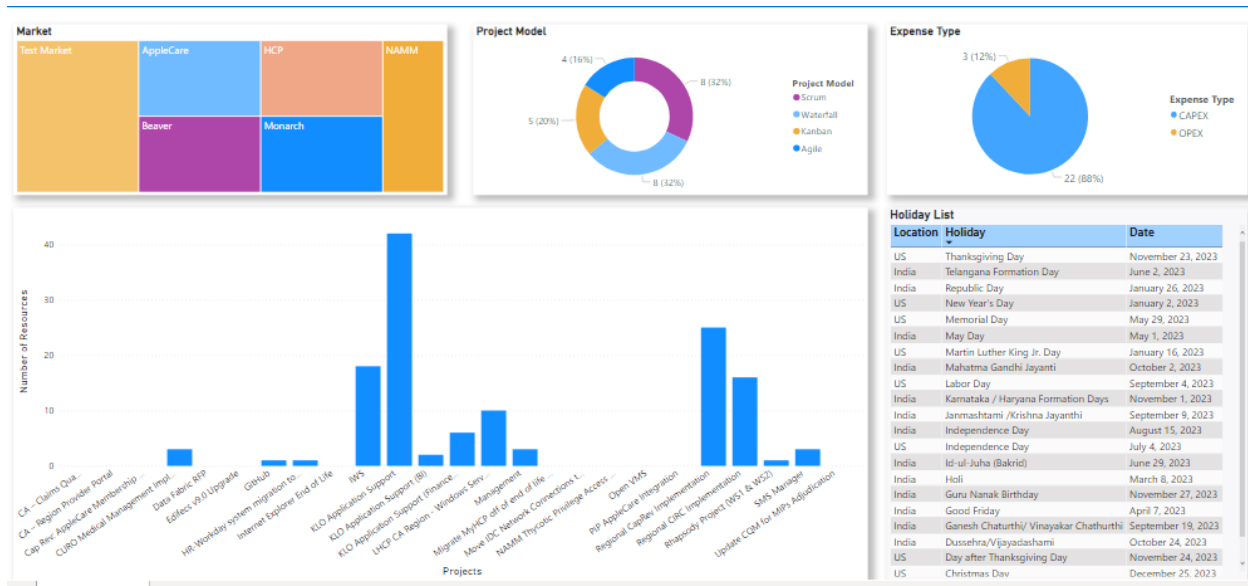 Market
Test Market
AppleCare
HCP
NAMM
Beaver
Monarch
Project Model
4 (16%)
8 (32%)
5 (20%)
8 (32%)
Project Model
Scrum
Waterfall
Kanban
Agile
Expense Type
3 (12%)
22 (88%)
Expense Type
CAPEX
OPEX
Number of Resources
40
30
20
10
0
CA – Claims Qua...
CA – Region Provider Portal
Cap Rev: AppleCare Membership ...
CURO Medical Management Impl...
Data Fabric RFP
Edifecs v9.0 Upgrade
GitHub
HR-Workday system migration to...
Internet Explorer End of Life
IWS
KLO Application Support
KLO Application Support (BI)
KLO Application Support (Finance...
LHCP CA Region - Windows Serv...
Management
Migrate MyHCP off of end of life ...
Move IDC Network Connections t...
NAMM Thycotic Privilege Access ...
Open VMS
PIP AppleCare Integration
Regional CapRev Implementation
Regional CIRC Implementation
Rhapsody Project (WS1 & WS2)
SMS Manager
Update CQM for MIPs Adjudication
Projects
Holiday List
Location Holiday Date
US Thanksgiving Day November 23, 2023
India Telangana Formation Day June 2, 2023
India Republic Day January 26, 2023
US New Year's Day January 2, 2023
US Memorial Day May 29, 2023
India May Day May 1, 2023
US Martin Luther King Jr. Day January 16, 2023
India Mahatma Gandhi Jayanti October 2, 2023
US Labor Day September 4, 2023
India Karnataka / Haryana Formation Days November 1, 2023
India Janmashtami /Krishna Jayanthi September 9, 2023
India Independence Day August 15, 2023
US Independence Day July 4, 2023
India Id-ul-Juha (Bakrid) June 29, 2023
India Holi March 8, 2023
India Guru Nanak Birthday November 27, 2023
India Good Friday April 7, 2023
India Ganesh Chaturthi/ Vinayakar Chathurthi September 19, 2023
India Dussehra/Vijayadashami October 24, 2023
US Day after Thanksgiving Day November 24, 2023
US Christmas Day December 25, 2023